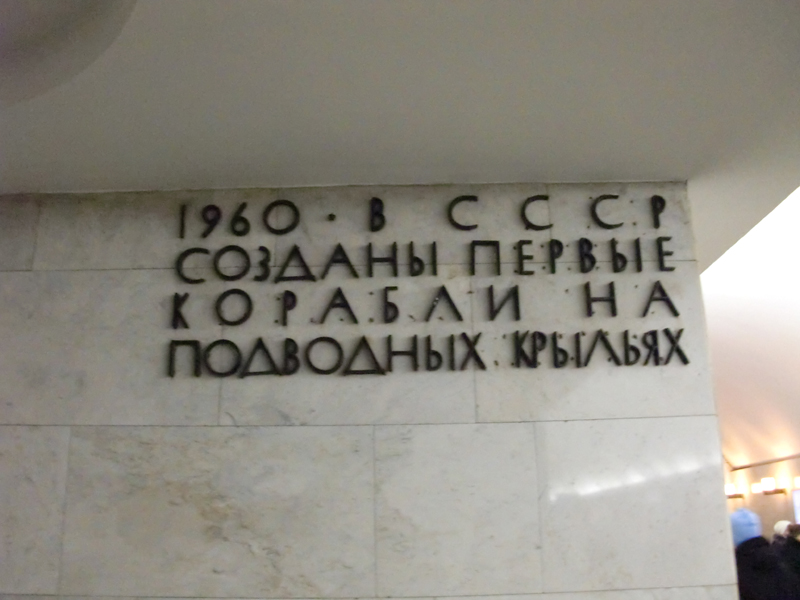 1960 · В СССР
СОЗДАНЫ ПЕРВЫЕ
КОРАБЛИ НА
ПОДВОДНЫХ КРЫЛЬЯХ